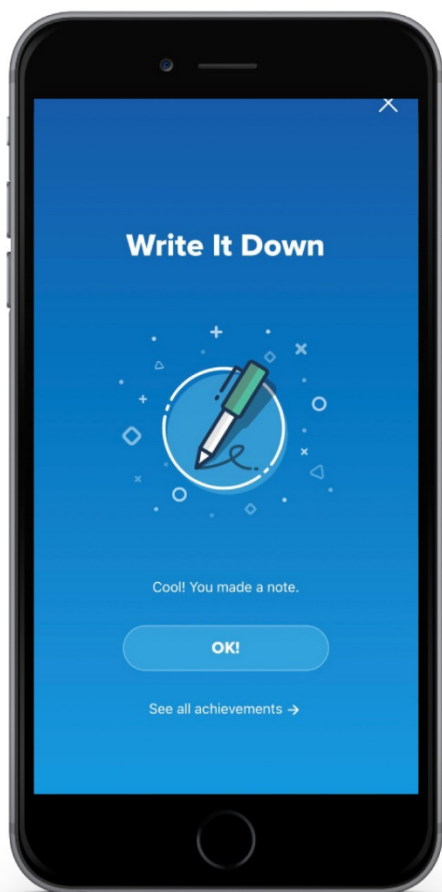 Write It Down
Cool! You made a note.
OK!
See all achievements →